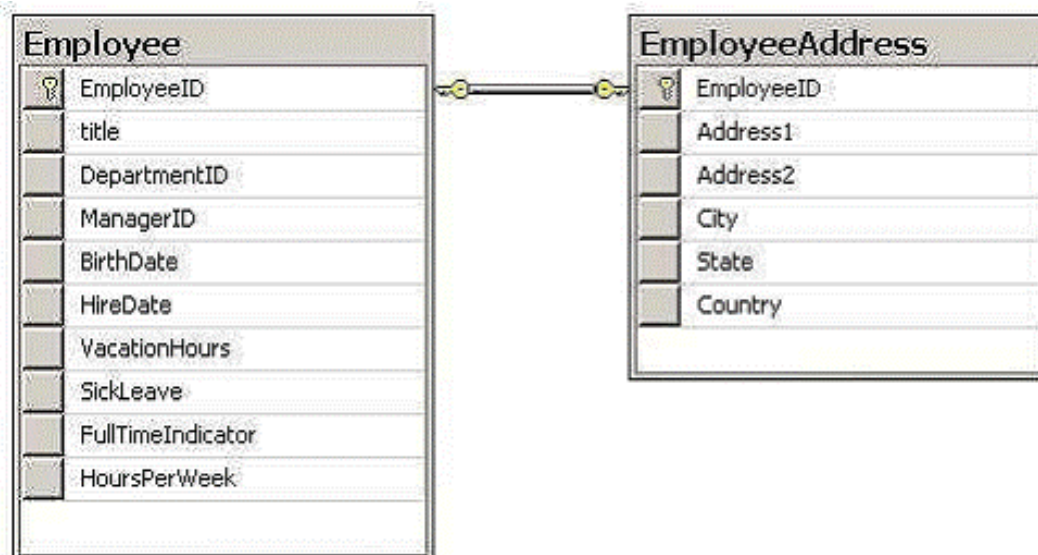 Employee
EmployeeID
title
DepartmentID
ManagerID
BirthDate
HireDate
VacationHours
SickLeave
FullTimeIndicator
HoursPerWeek
EmployeeAddress
EmployeeID
Address1
Address2
City
State
Country